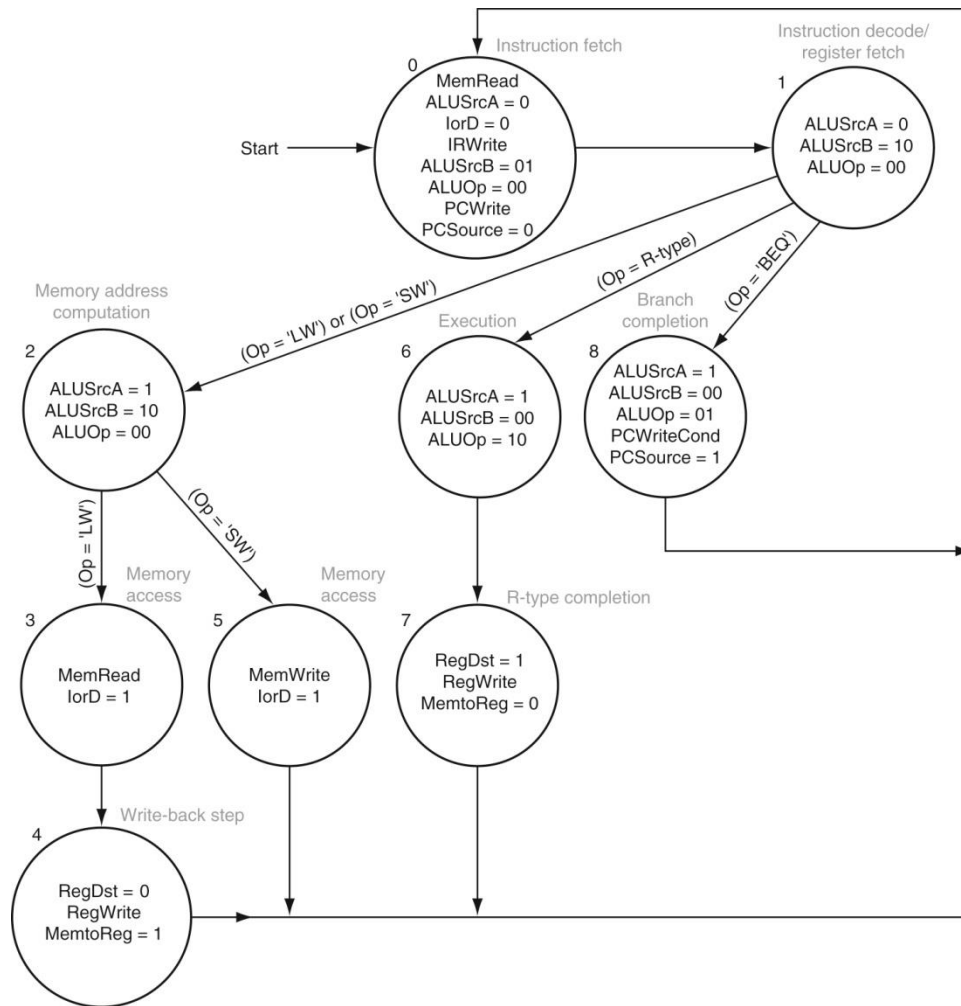 Instruction fetch
0
MemRead
ALUSrcA = 0
IorD = 0
IRWrite
ALUSrcB = 01
ALUOp = 00
PCWrite
PCSource = 0
Start
Instruction decode/
register fetch
1
ALUSrcA = 0
ALUSrcB = 10
ALUOp = 00
(Op = 'LW') or (Op = 'SW')
(Op = R-type)
(Op = 'BEQ')
Memory address
computation
2
ALUSrcA = 1
ALUSrcB = 10
ALUOp = 00
Execution
6
ALUSrcA = 1
ALUSrcB = 00
ALUOp = 10
Branch
completion
8
ALUSrcA = 1
ALUSrcB = 00
ALUOp = 01
PCWriteCond
PCSource = 1
(Op = 'LW')
(Op = 'SW')
Memory
access
3
MemRead
IorD = 1
Memory
access
5
MemWrite
IorD = 1
R-type completion
7
RegDst = 1
RegWrite
MemtoReg = 0
Write-back step
4
RegDst = 0
RegWrite
MemtoReg = 1